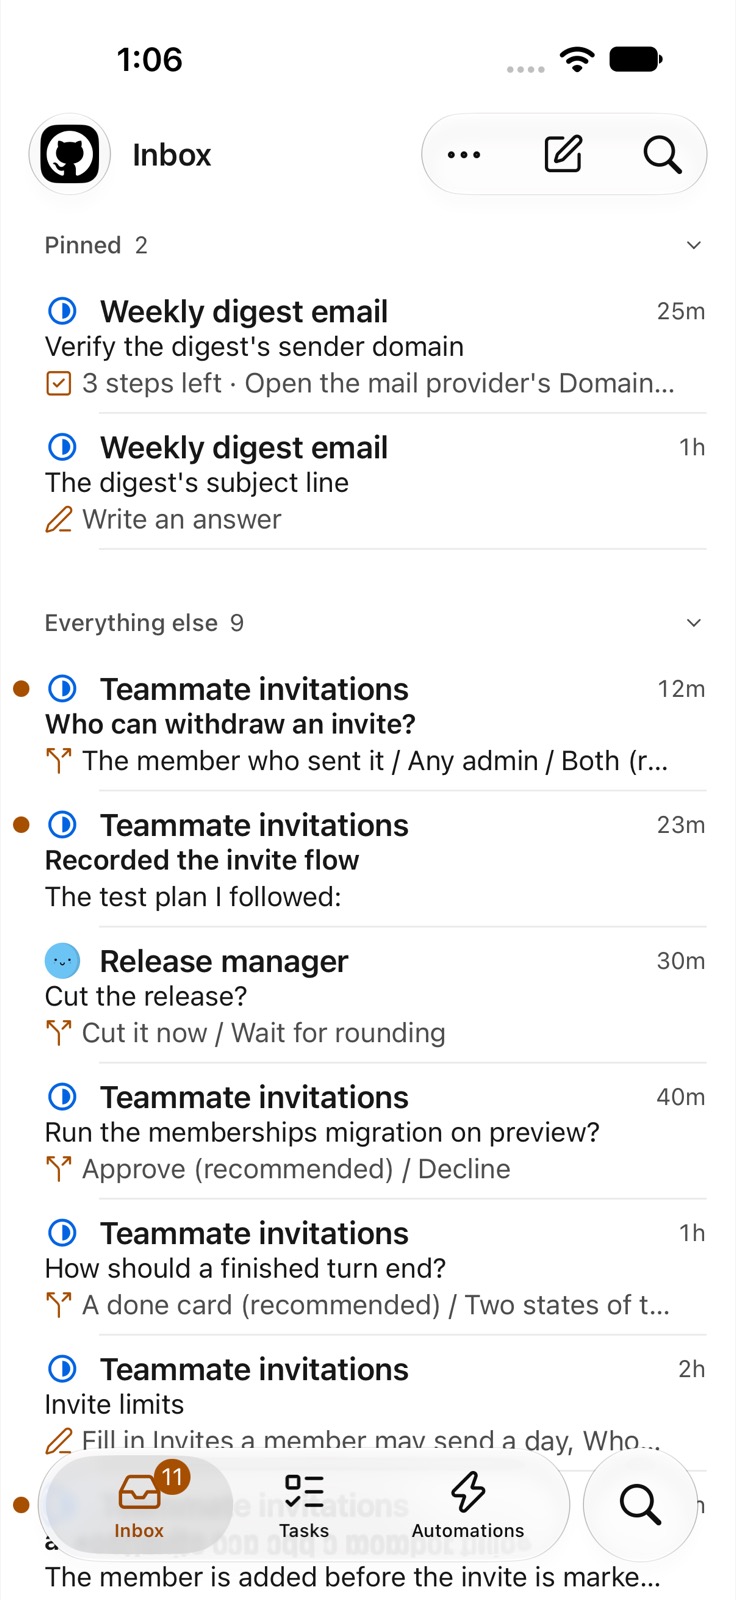 1:06
Inbox
Pinned 2
Weekly digest email 25m
Verify the digest's sender domain
3 steps left · Open the mail provider's Domain...
Weekly digest email 1h
The digest's subject line
Write an answer
Everything else 9
Teammate invitations 12m
Who can withdraw an invite?
The member who sent it / Any admin / Both (r...
Teammate invitations 23m
Recorded the invite flow
The test plan I followed:
Release manager 30m
Cut the release?
Cut it now / Wait for rounding
Teammate invitations 40m
Run the memberships migration on preview?
Approve (recommended) / Decline
Teammate invitations 1h
How should a finished turn end?
A done card (recommended) / Two states of t...
Teammate invitations 2h
Invite limits
Fill in Invites a member may send a day, Who...
11
Inbox Tasks Automations
The member is added before the invite is marke...